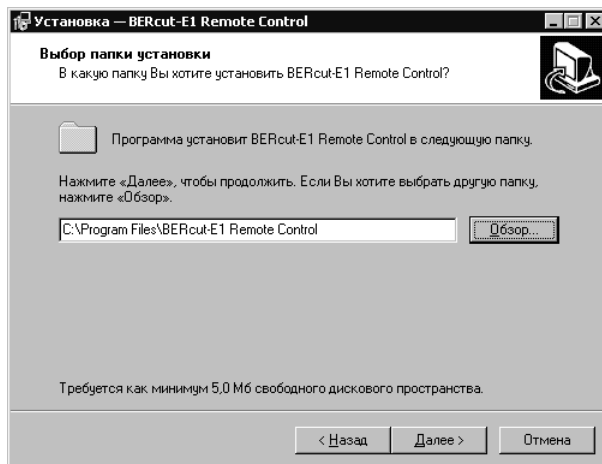 Установка — BERcut-E1 Remote Control
Выбор папки установки
В какую папку Вы хотите установить BERcut-E1 Remote Control?
Программа установит BERcut-E1 Remote Control в следующую папку.
Нажмите «Далее», чтобы продолжить. Если Вы хотите выбрать другую папку,
нажмите «Обзор».
C:\Program Files\BERcut-E1 Remote Control
Обзор...
Требуется как минимум 5,0 Мб свободного дискового пространства.
< Назад
Далее >
Отмена